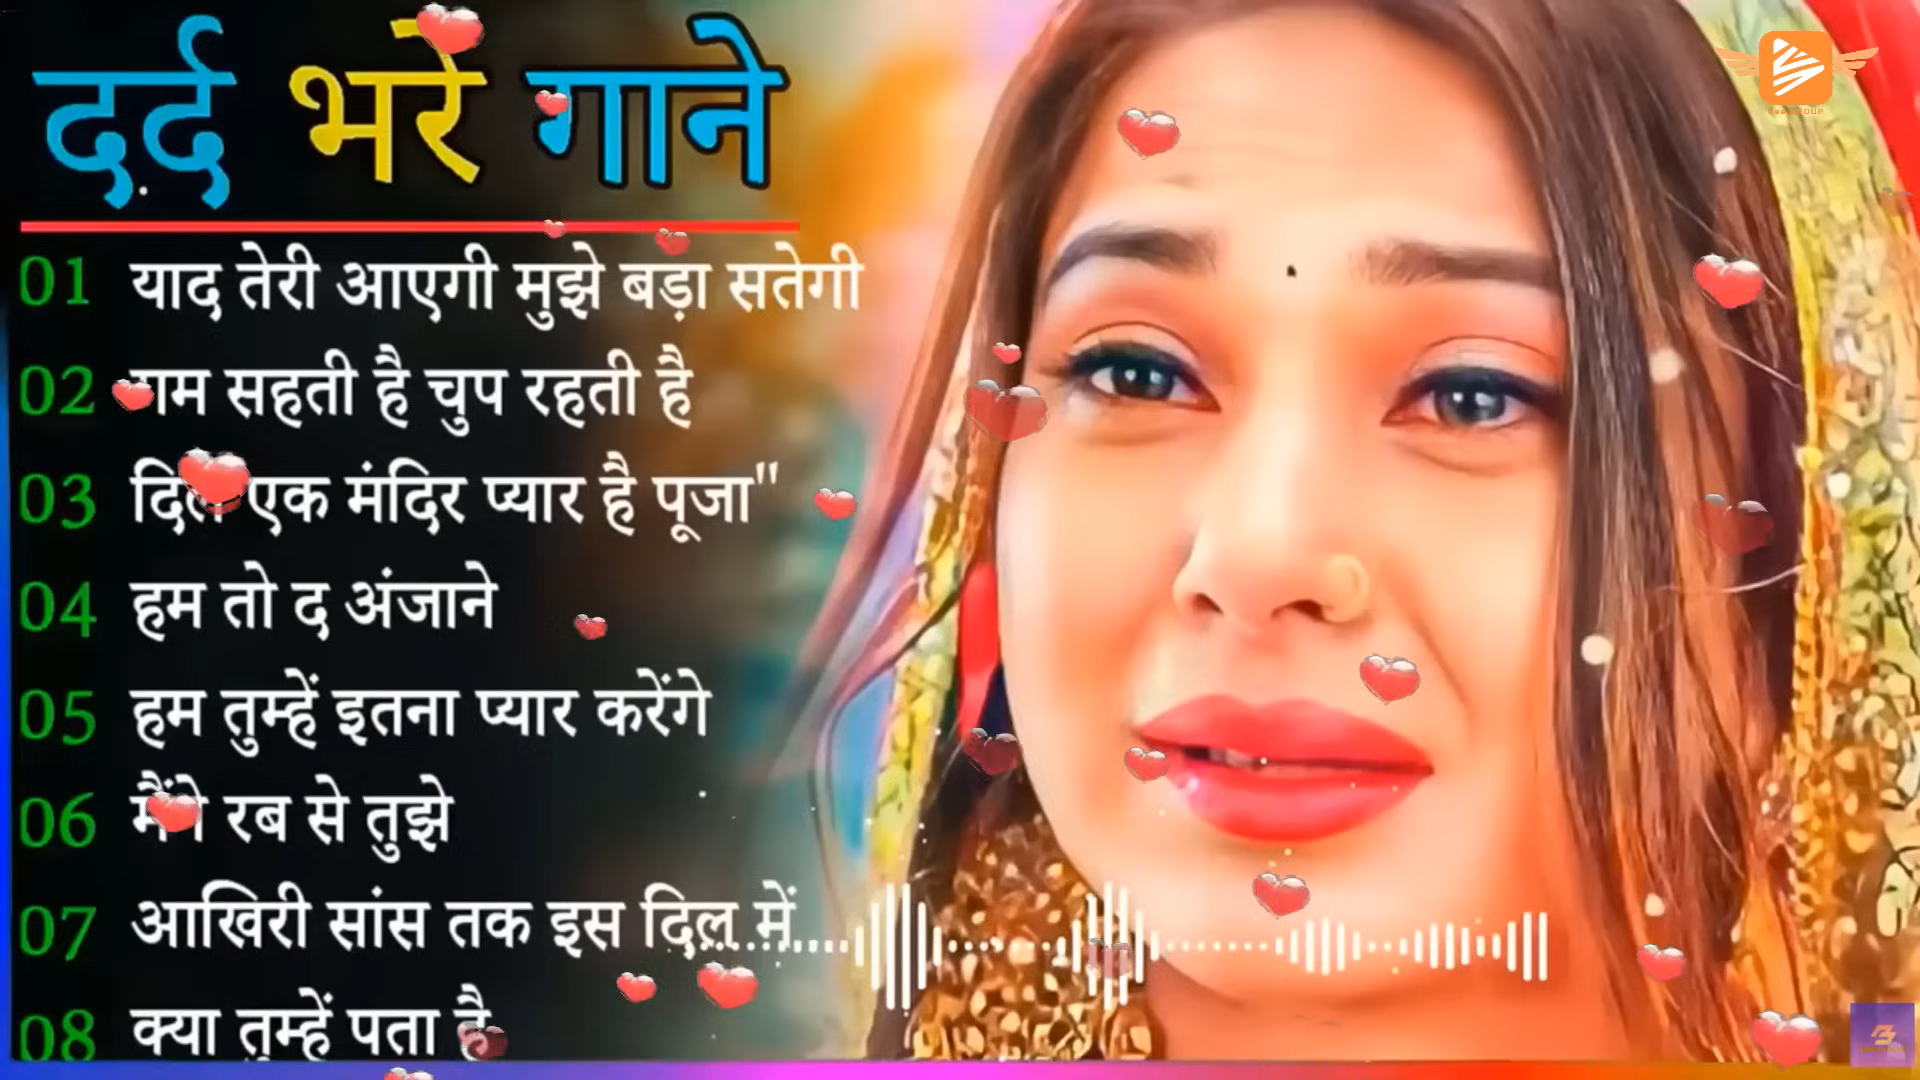 दर्द भरे गाने
01 याद तेरी आएगी मुझे बड़ा सतेगी
02 गम सहती है चुप रहती है
03 दिल एक मंदिर प्यार है पूजा"
04 हम तो द अंजाने
05 हम तुम्हें इतना प्यार करेंगे
06 रब से तुझे
07 आखिरी सांस तक इस दिल में
08 क्या तुम्हें पता है